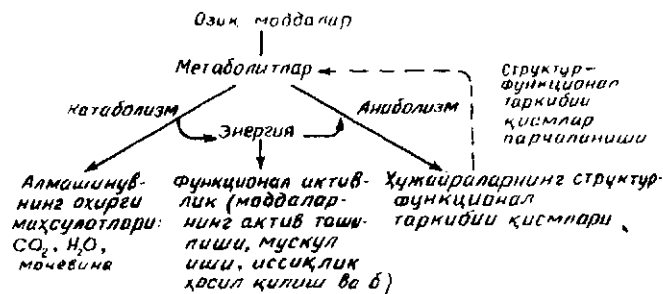 Озиқ моддалар
Метаболитлар
Структур-
функционал
таркибий
қисмлар
парчаланиши
Катаболизм
Анаболизм
Энергия
Алмашинув-
нинг охирги
маҳсулотлари:
CO₂, H₂O,
мочевина
Функционал актив-
лик (моддалар-
нинг актив таши-
лиши, мускул
иши, иссиқлик
ҳосил қилиш ва б)
Ҳужайраларнинг структур-
функционал
таркибий қисмлари